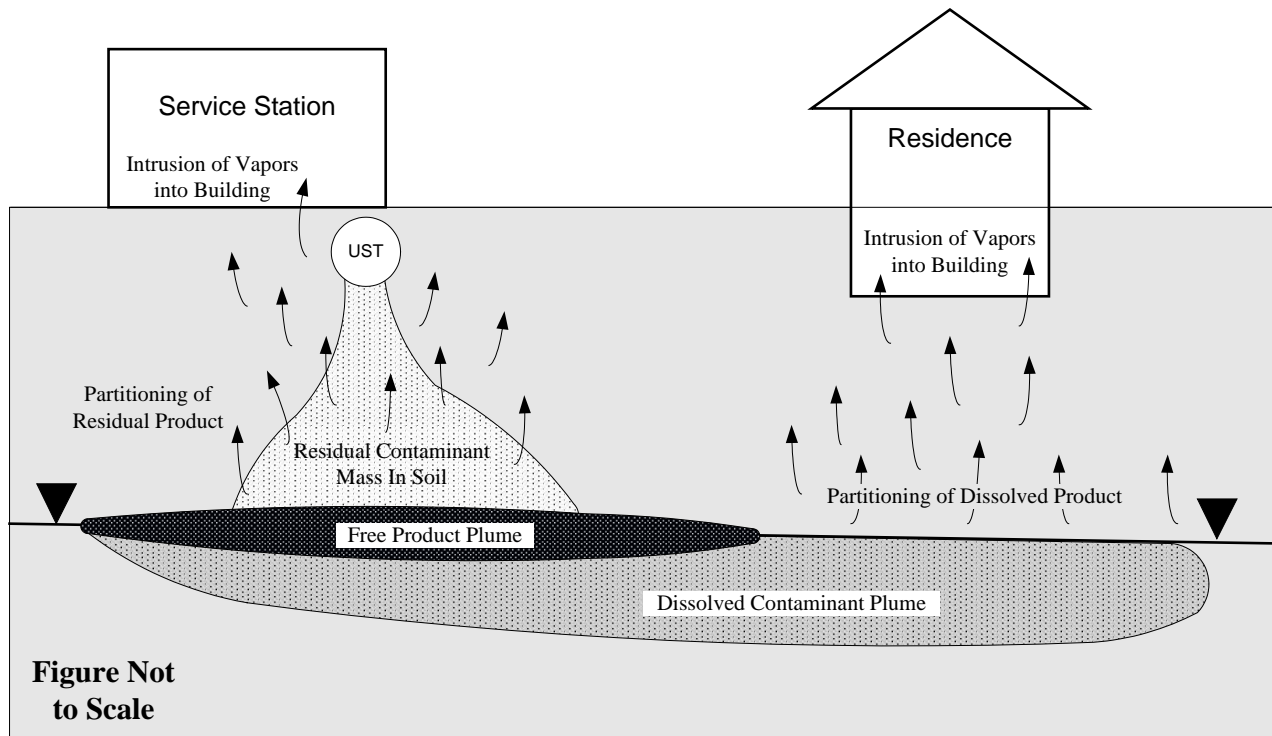 Service Station
Intrusion of Vapors
into Building
Residence
UST
Intrusion of Vapors
into Building
Partitioning of
Residual Product
Residual Contaminant
Mass In Soil
Partitioning of Dissolved Product
Free Product Plume
Dissolved Contaminant Plume
Figure Not
to Scale